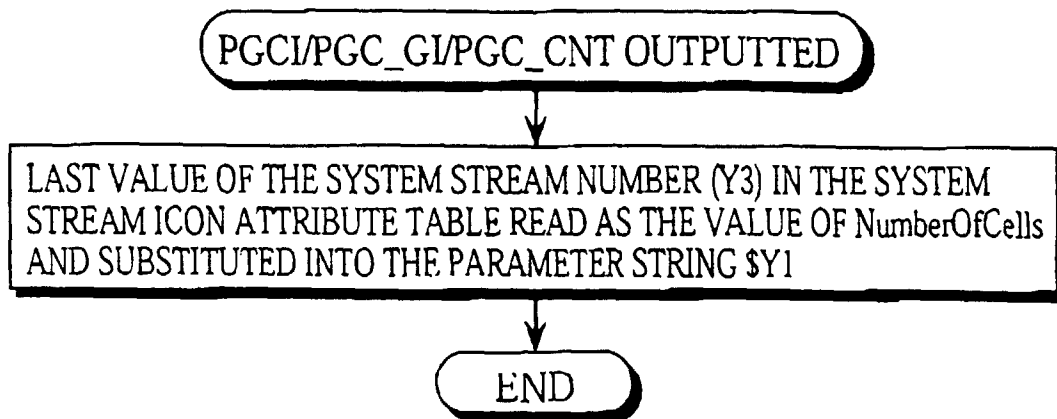 PGCI/PGC_GI/PGC_CNT OUTPUTTED
LAST VALUE OF THE SYSTEM STREAM NUMBER (Y3) IN THE SYSTEM
STREAM ICON ATTRIBUTE TABLE READ AS THE VALUE OF NumberOfCells
AND SUBSTITUTED INTO THE PARAMETER STRING $Y1
END